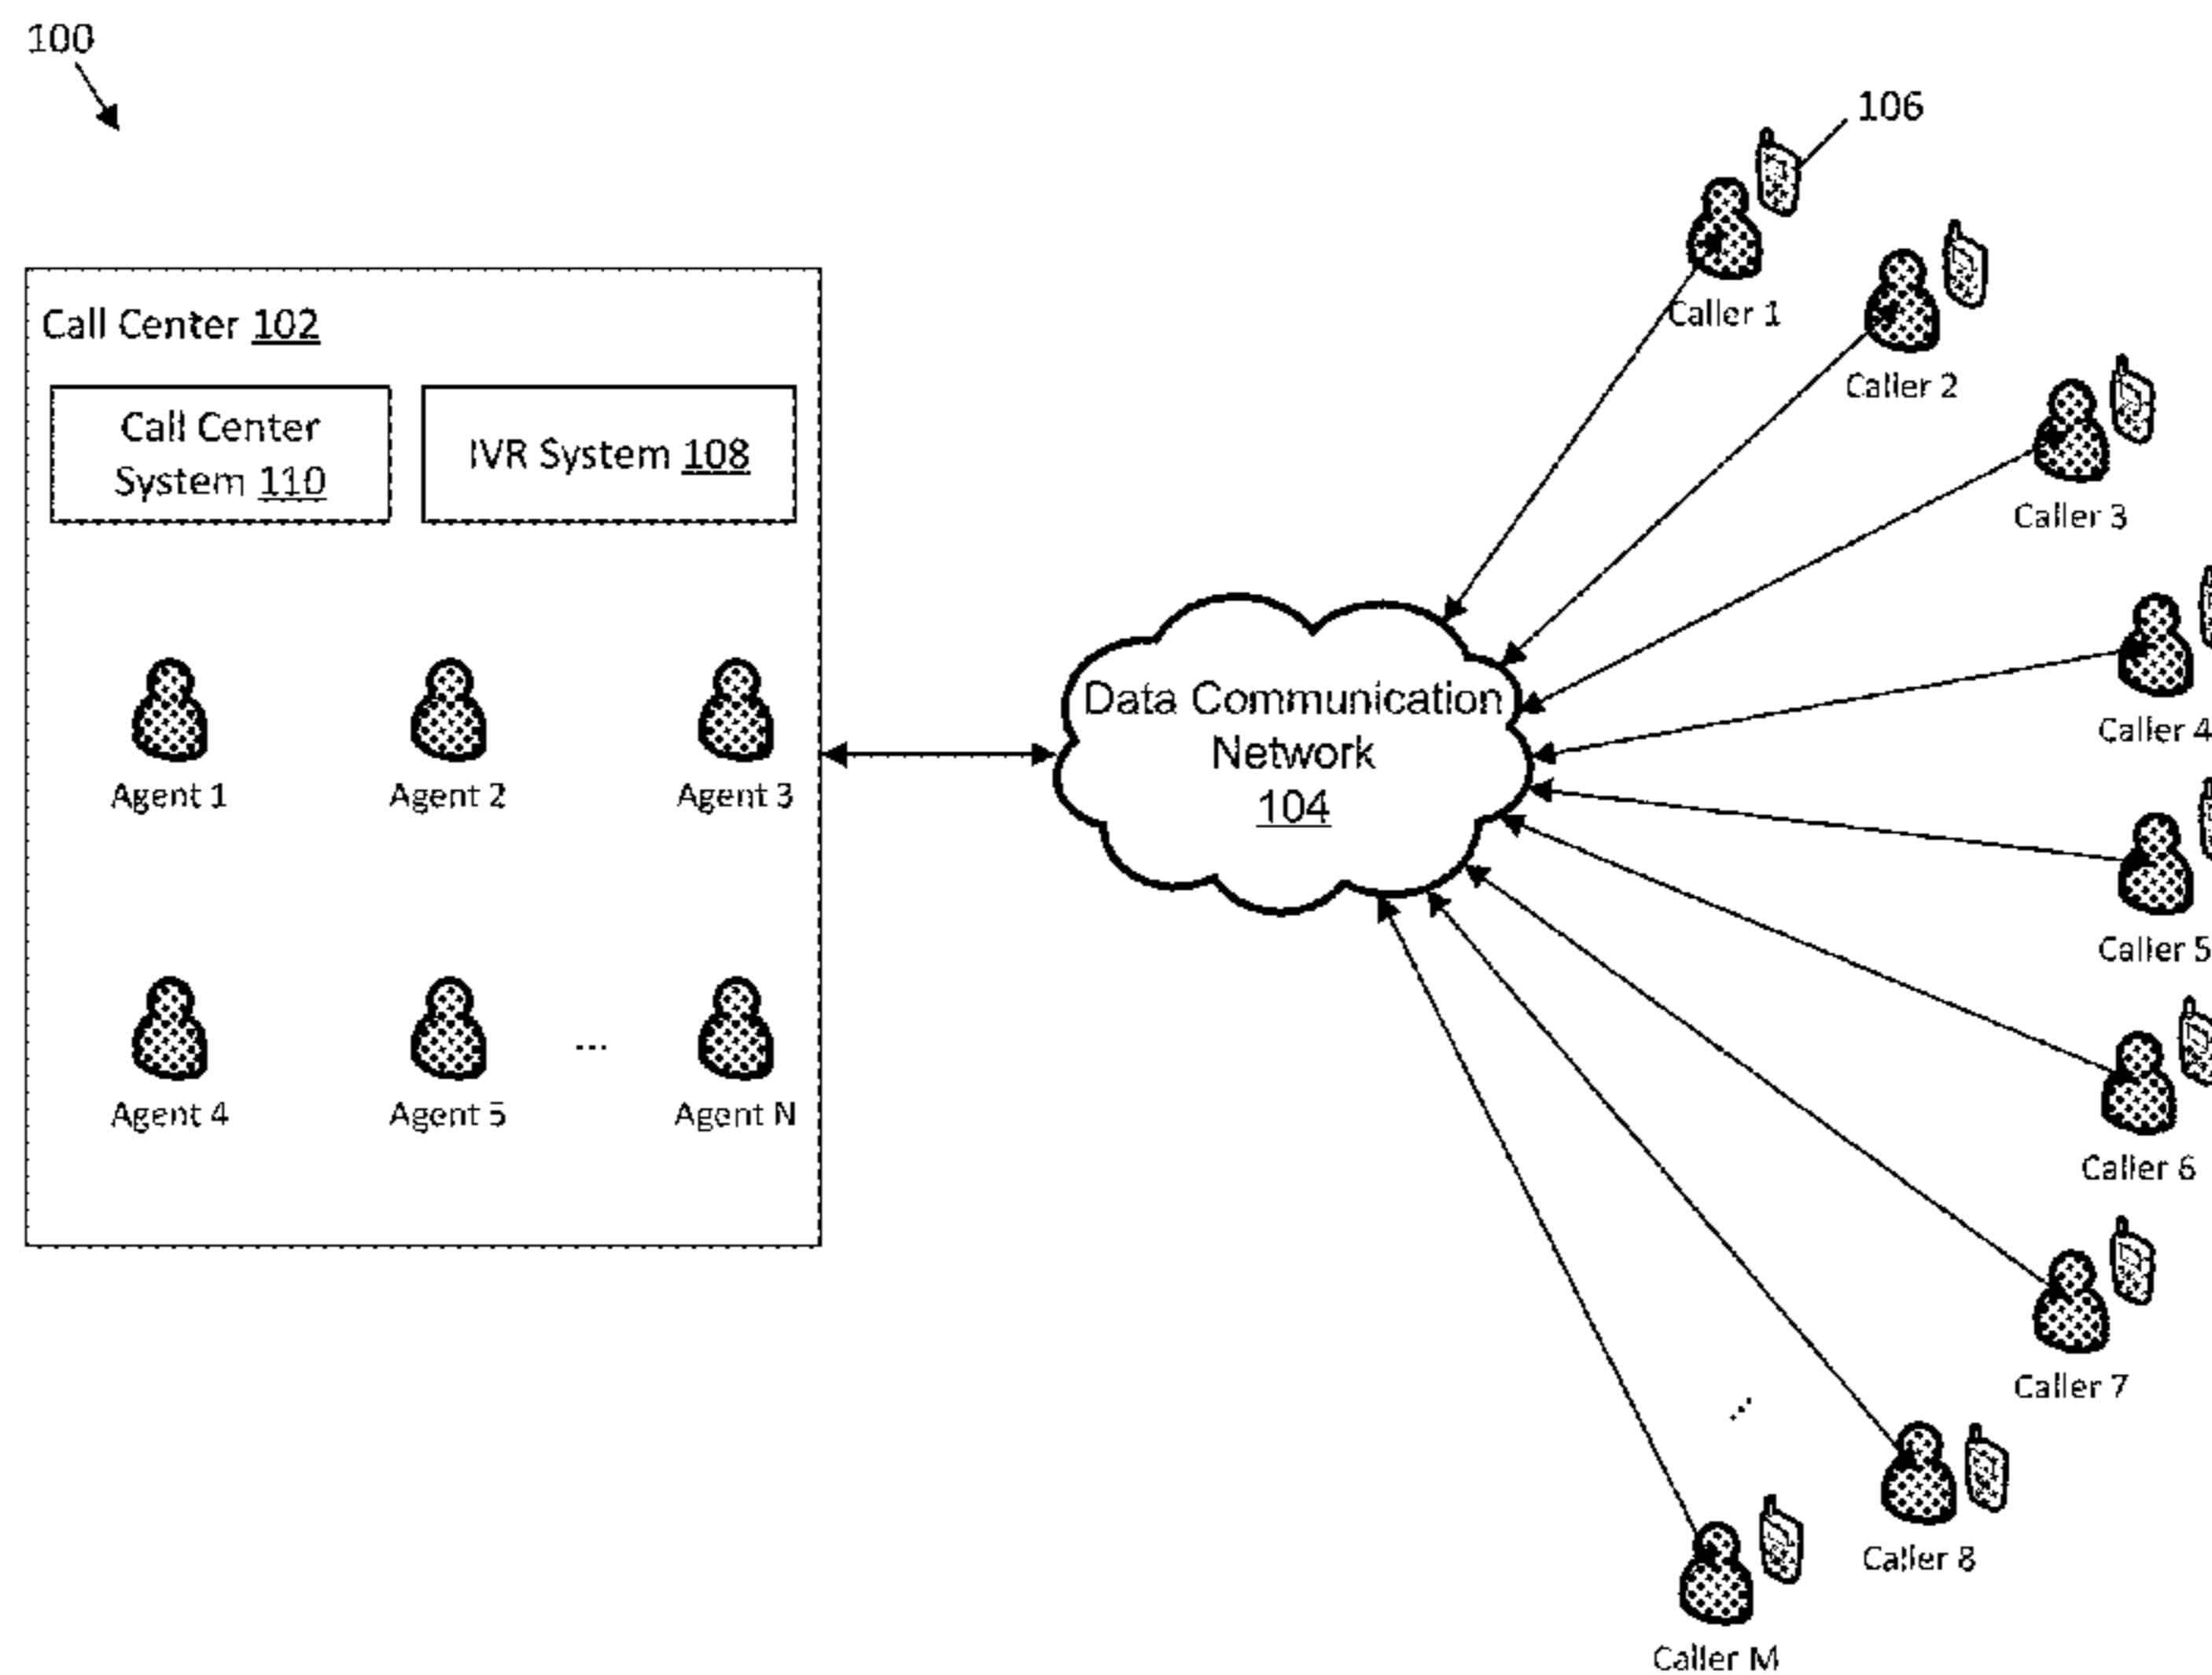 100
106
Call Center 102
Call Center
System 110
IVR System 108
Caller 1
Caller 2
Caller 3
Caller 4
Data Communication
Network
104
Agent 1
Agent 2
Agent 3
Caller 5
Agent 4
Agent 5
...
Agent N
Caller 6
Caller 7
...
Caller 8
Caller M